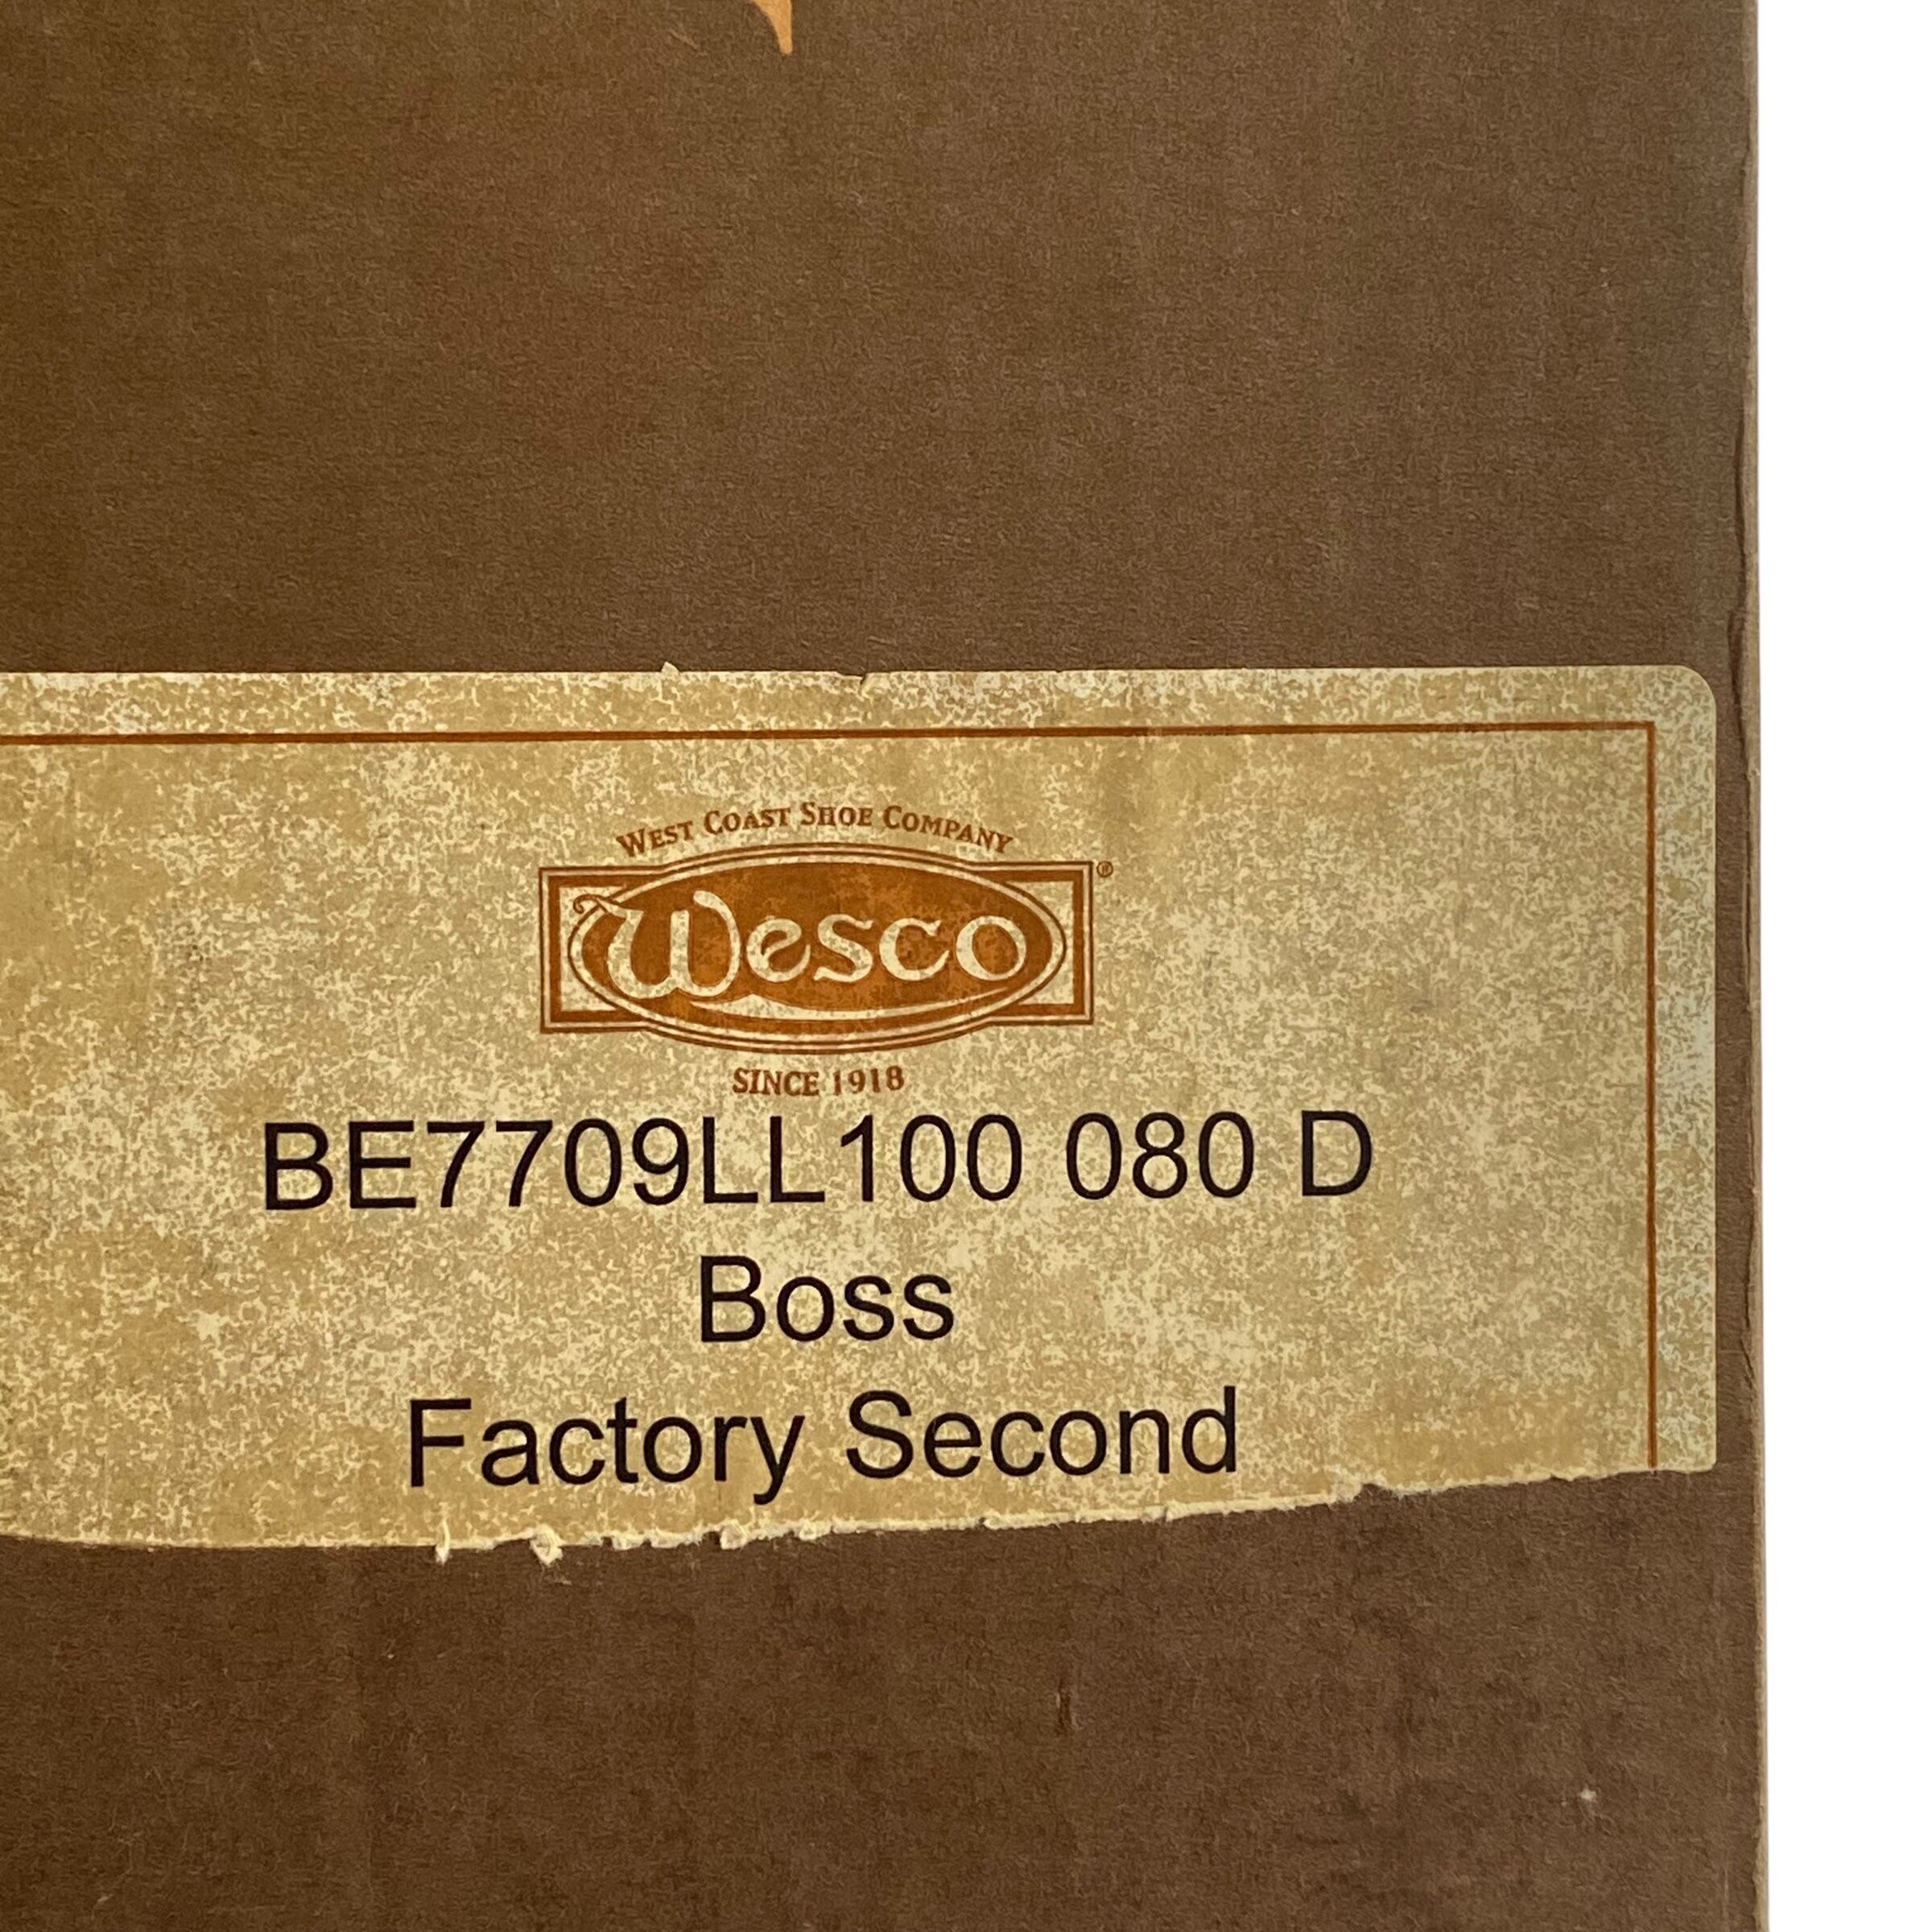 WEST COAST SHOE COMPANY
Wesco®
SINCE 1918
BE7709LL100 080 D
Boss
Factory Second